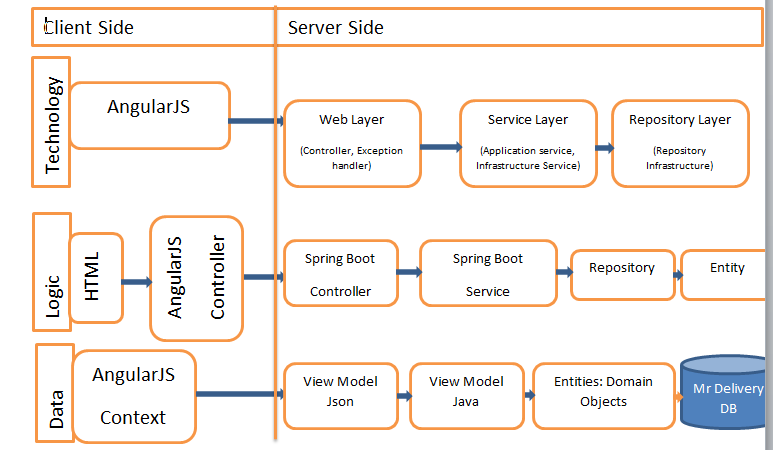 Client Side
Server Side
Technology
AngularJS
Web Layer
(Controller, Exception
handler)
Service Layer
(Application service,
Infrastructure Service)
Repository Layer
(Repository
Infrastructure)
Logic
HTML
AngularJS
Controller
Spring Boot
Controller
Spring Boot
Service
Repository
Entity
Data
AngularJS
Context
View Model
Json
View Model
Java
Entities: Domain
Objects
Mr Delivery
DB